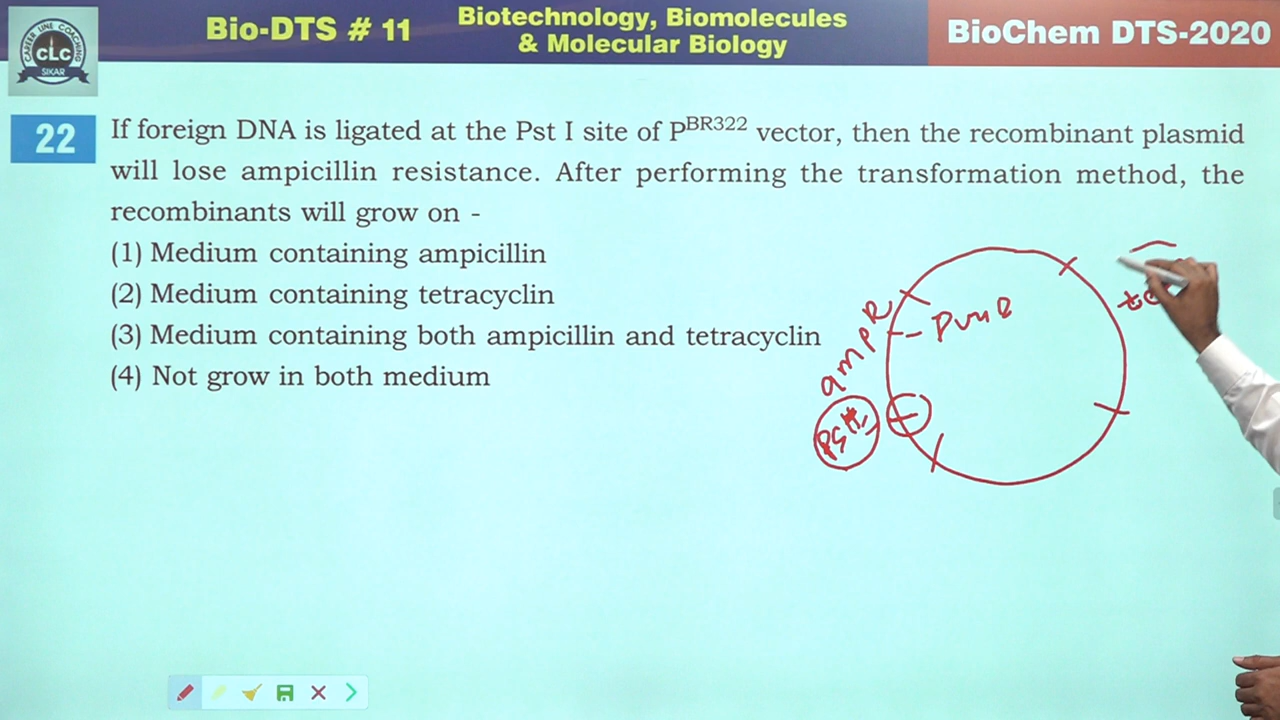 Bio-DTS # 11
Biotechnology, Biomolecules
& Molecular Biology
BioChem DTS-2020
CAREER LINE COACHING
CLC
SIKAR
22
If foreign DNA is ligated at the Pst I site of PBR322 vector, then the recombinant plasmid
will lose ampicillin resistance. After performing the transformation method, the
recombinants will grow on -
(1) Medium containing ampicillin
(2) Medium containing tetracyclin
(3) Medium containing both ampicillin and tetracyclin
(4) Not grow in both medium
ampR